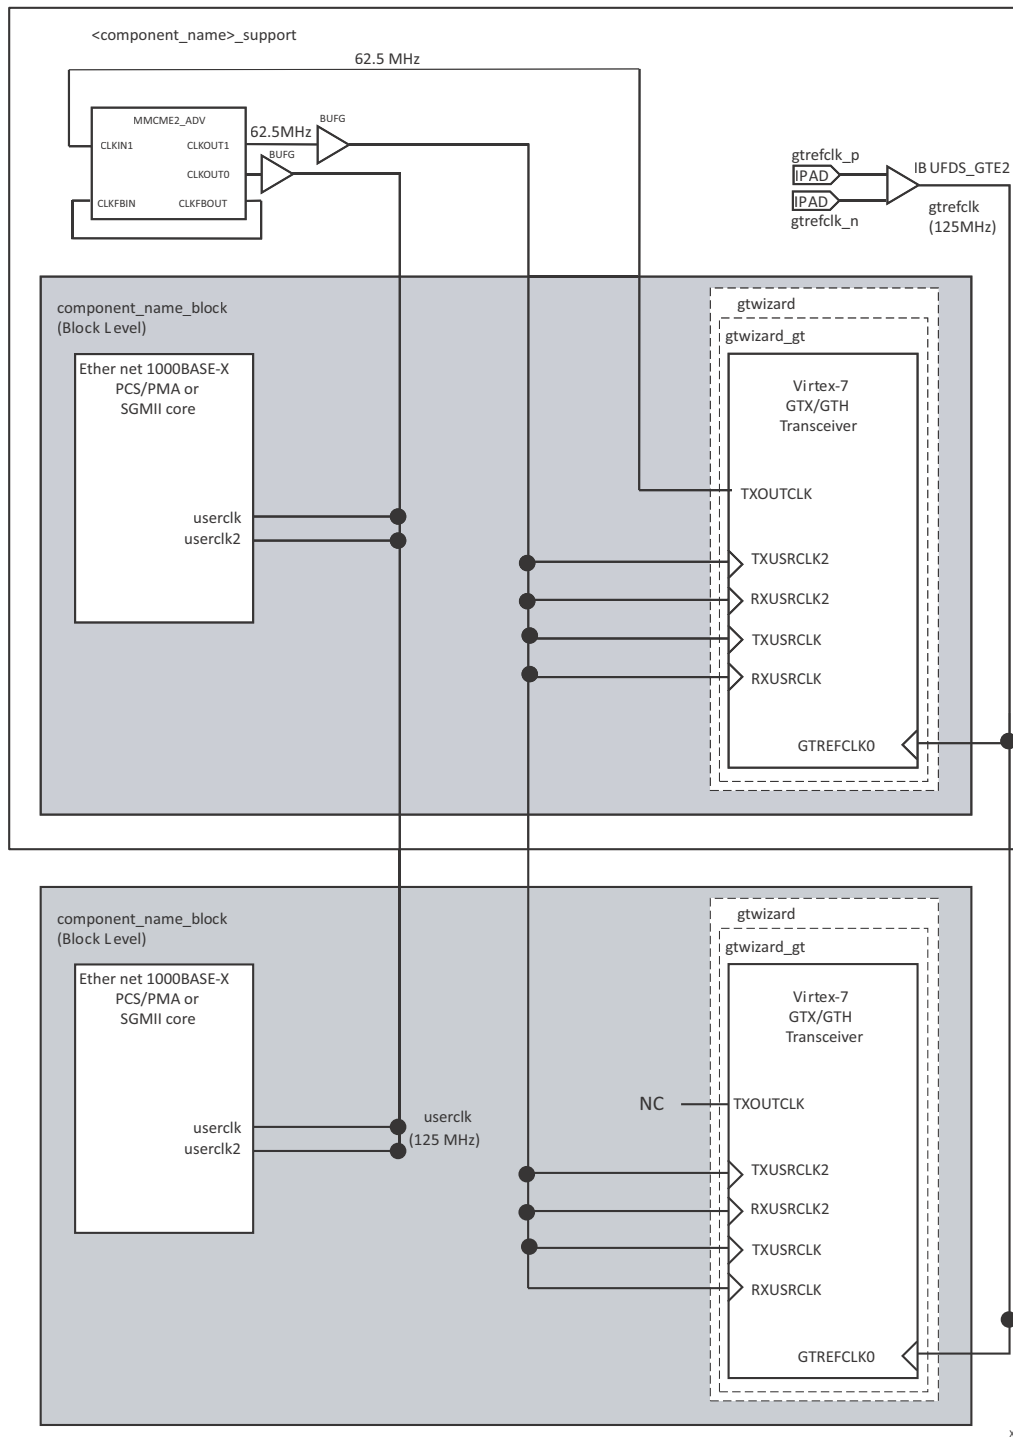 <component_name>_support
62.5 MHz
MMCME2_ADV
CLKIN1
CLKOUT1
CLKOUT0
CLKFBIN
CLKFBOUT
62.5MHz
BUFG
BUFG
gtrefclk_p
IPAD
IPAD
gtrefclk_n
IBUFDS_GTE2
gtrefclk
(125MHz)
component_name_block
(Block Level)
Ether net 1000BASE-X
PCS/PMA or
SGMII core
userclk
userclk2
gtwizard
gtwizard_gt
Virtex-7
GTX/GTH
Transceiver
TXOUTCLK
TXUSRCLK2
RXUSRCLK2
TXUSRCLK
RXUSRCLK
GTREFCLK0
component_name_block
(Block Level)
Ether net 1000BASE-X
PCS/PMA or
SGMII core
userclk
userclk2
userclk
(125 MHz)
gtwizard
gtwizard_gt
Virtex-7
GTX/GTH
Transceiver
NC
TXOUTCLK
TXUSRCLK2
RXUSRCLK2
TXUSRCLK
RXUSRCLK
GTREFCLK0